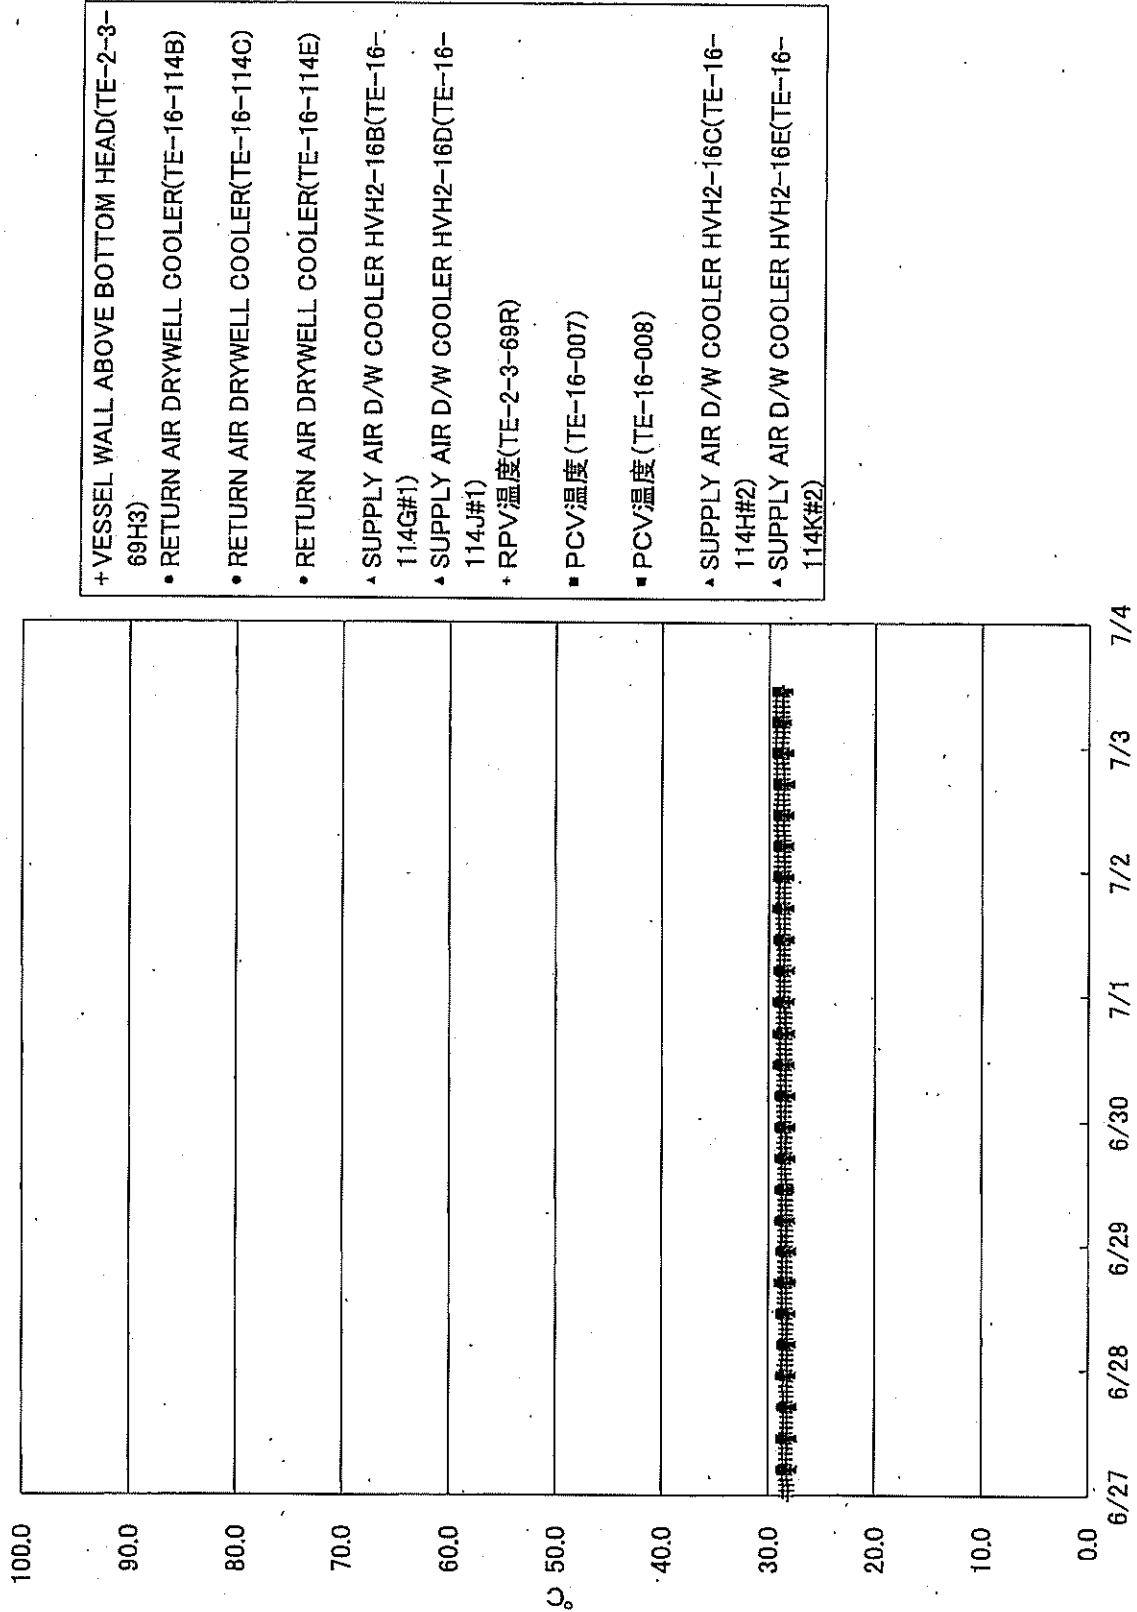 100.0
90.0
80.0
70.0
60.0
50.0
40.0
30.0
20.0
10.0
0.0
℃
6/27
6/28
6/29
6/30
7/1
7/2
7/3
7/4
+ VESSEL WALL ABOVE BOTTOM HEAD(TE-2-3-
69H3)
• RETURN AIR DRYWELL COOLER(TE-16-114B)
• RETURN AIR DRYWELL COOLER(TE-16-114C)
• RETURN AIR DRYWELL COOLER(TE-16-114E)
▲ SUPPLY AIR D/W COOLER HVH2-16B(TE-16-
114G#1)
▲ SUPPLY AIR D/W COOLER HVH2-16D(TE-16-
114J#1)
+ RPV温度(TE-2-3-69R)
■ PCV温度(TE-16-007)
■ PCV温度(TE-16-008)
▲ SUPPLY AIR D/W COOLER HVH2-16C(TE-16-
114H#2)
▲ SUPPLY AIR D/W COOLER HVH2-16E(TE-16-
114K#2)